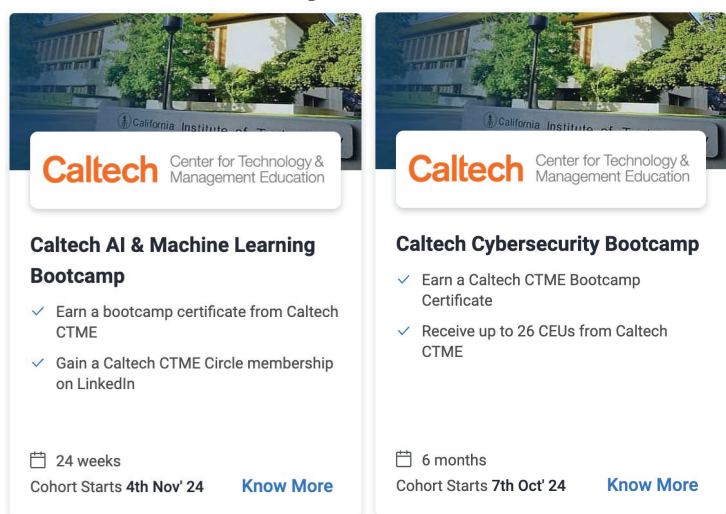 California Institute of
Caltech Center for Technology &
Management Education
Caltech AI & Machine Learning
Bootcamp
Earn a bootcamp certificate from Caltech
CTME
Gain a Caltech CTME Circle membership
on LinkedIn
24 weeks
Cohort Starts 4th Nov' 24 Know More
California Institute of
Caltech Center for Technology &
Management Education
Caltech Cybersecurity Bootcamp
Earn a Caltech CTME Bootcamp
Certificate
Receive up to 26 CEUs from Caltech
CTME
6 months
Cohort Starts 7th Oct' 24 Know More